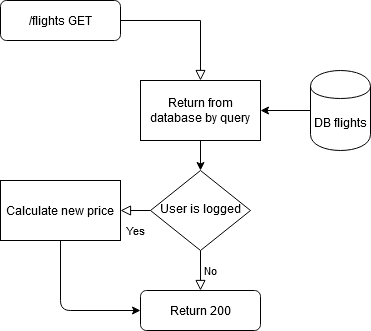 /flights GET
Return from
database by query
DB flights
User is logged
Calculate new price
Yes
No
Return 200